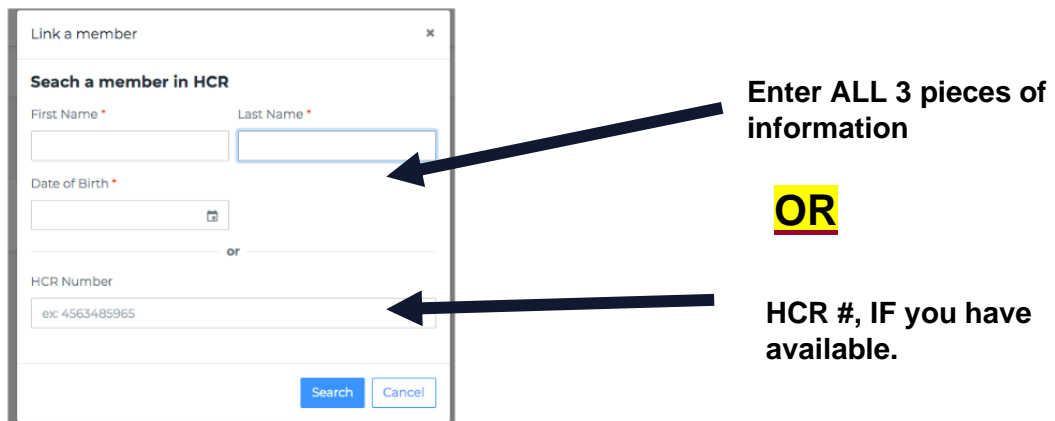 Link a member ×
Seach a member in HCR
First Name * Last Name *
Date of Birth *
or
HCR Number
ex: 4563485965
Search Cancel
Enter ALL 3 pieces of
information
OR
HCR #, IF you have
available.